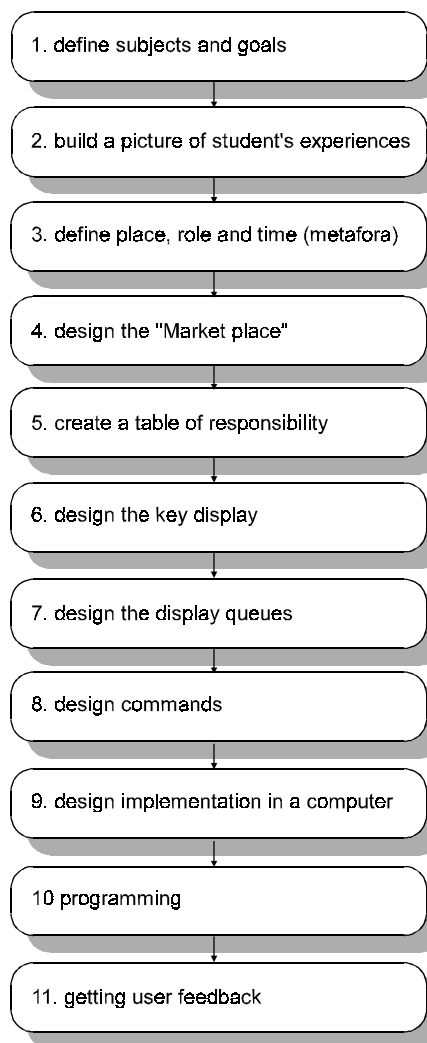 1. define subjects and goals
2. build a picture of student's experiences
3. define place, role and time (metafora)
4. design the "Market place"
5. create a table of responsibility
6. design the key display
7. design the display queues
8. design commands
9. design implementation in a computer
10 programming
11. getting user feedback